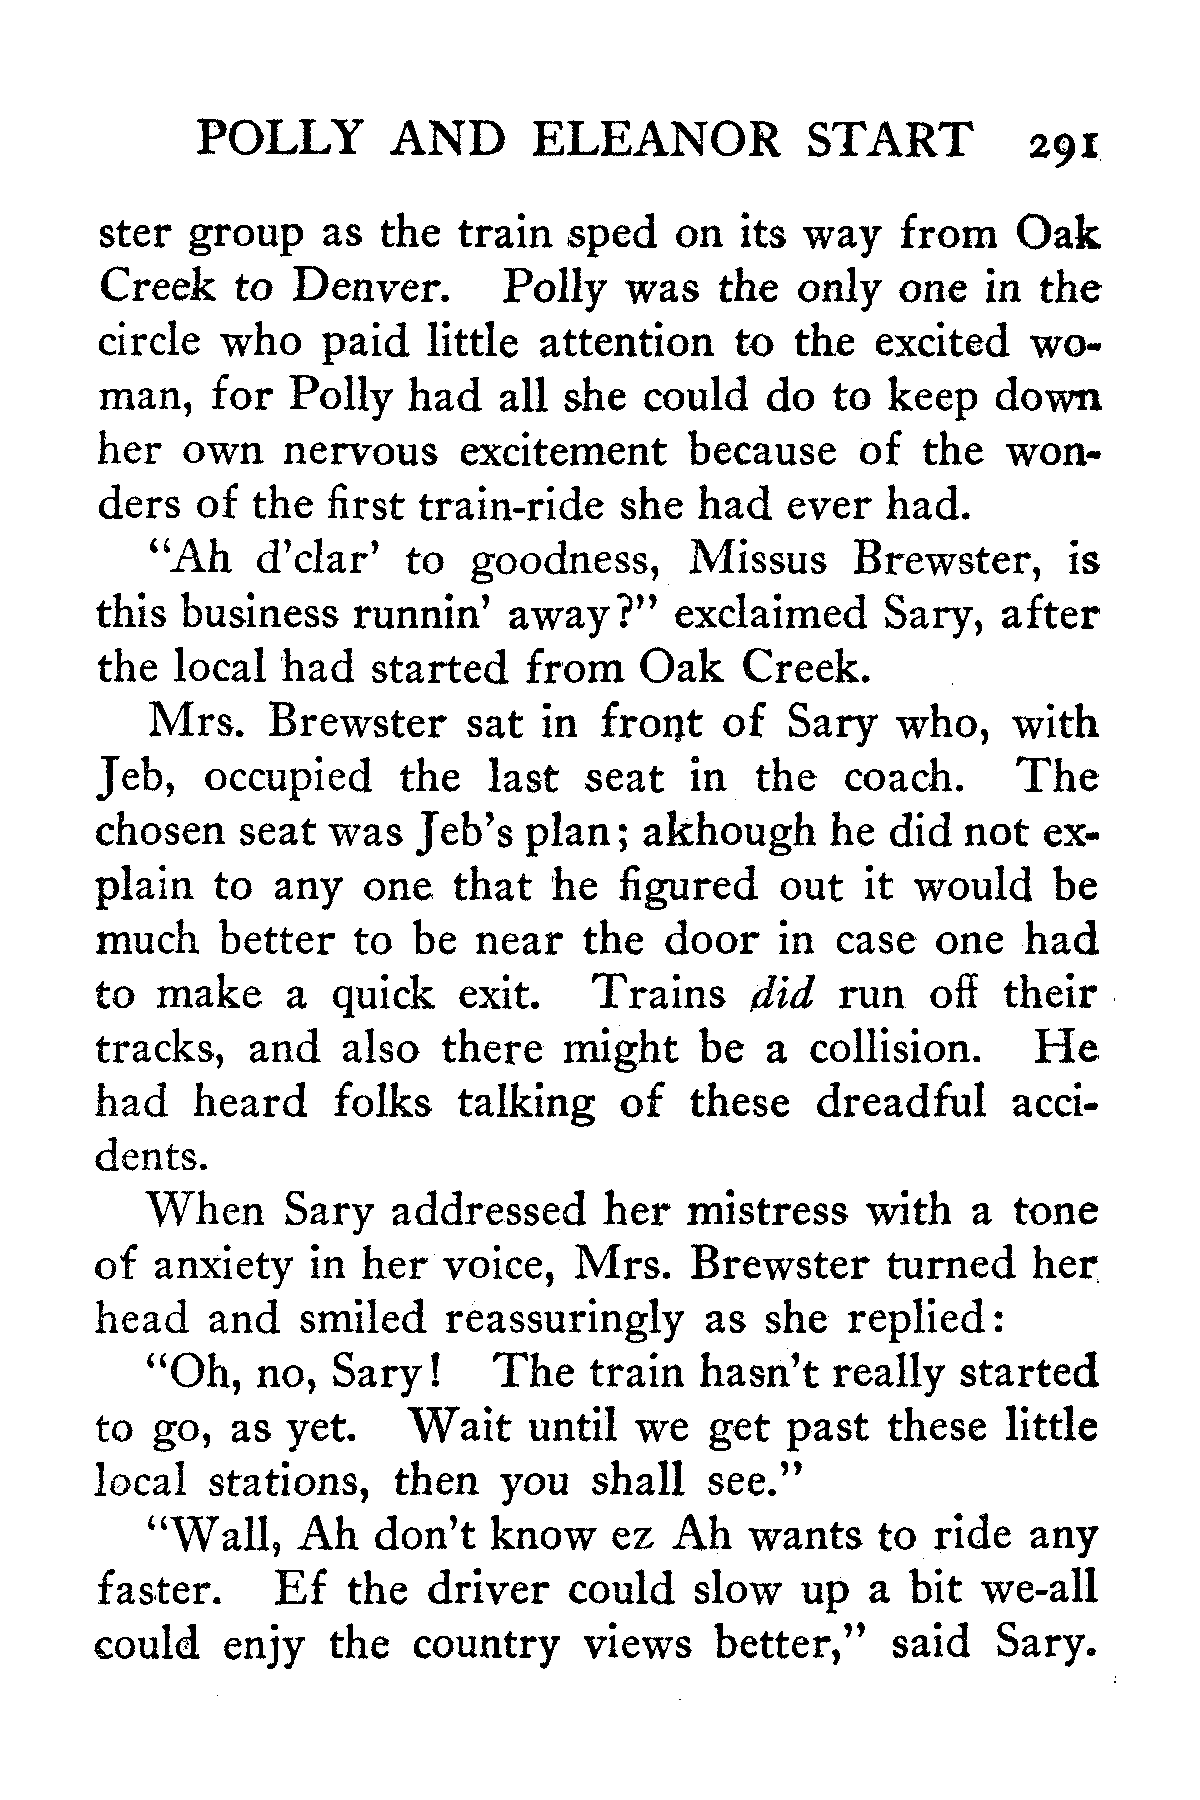 POLLY AND ELEANOR START 291
ster group as the train sped on its way from Oak
Creek to Denver. Polly was the only one in the
circle who paid little attention to the excited wo-
man, for Polly had all she could do to keep down
her own nervous excitement because of the won-
ders of the first train-ride she had ever had.
"Ah d'clar' to goodness, Missus Brewster, is
this business runnin' away?" exclaimed Sary, after
the local had started from Oak Creek.
Mrs. Brewster sat in front of Sary who, with
Jeb, occupied the last seat in the coach. The
chosen seat was Jeb's plan; although he did not ex-
plain to any one that he figured out it would be
much better to be near the door in case one had
to make a quick exit. Trains did run off their
tracks, and also there might be a collision. He
had heard folks talking of these dreadful acci-
dents.
When Sary addressed her mistress with a tone
of anxiety in her voice, Mrs. Brewster turned her
head and smiled reassuringly as she replied:
"Oh, no, Sary! The train hasn't really started
to go, as yet. Wait until we get past these little
local stations, then you shall see."
"Wall, Ah don't know ez Ah wants to ride any
faster. Ef the driver could slow up a bit we-all
could enjy the country views better," said Sary.